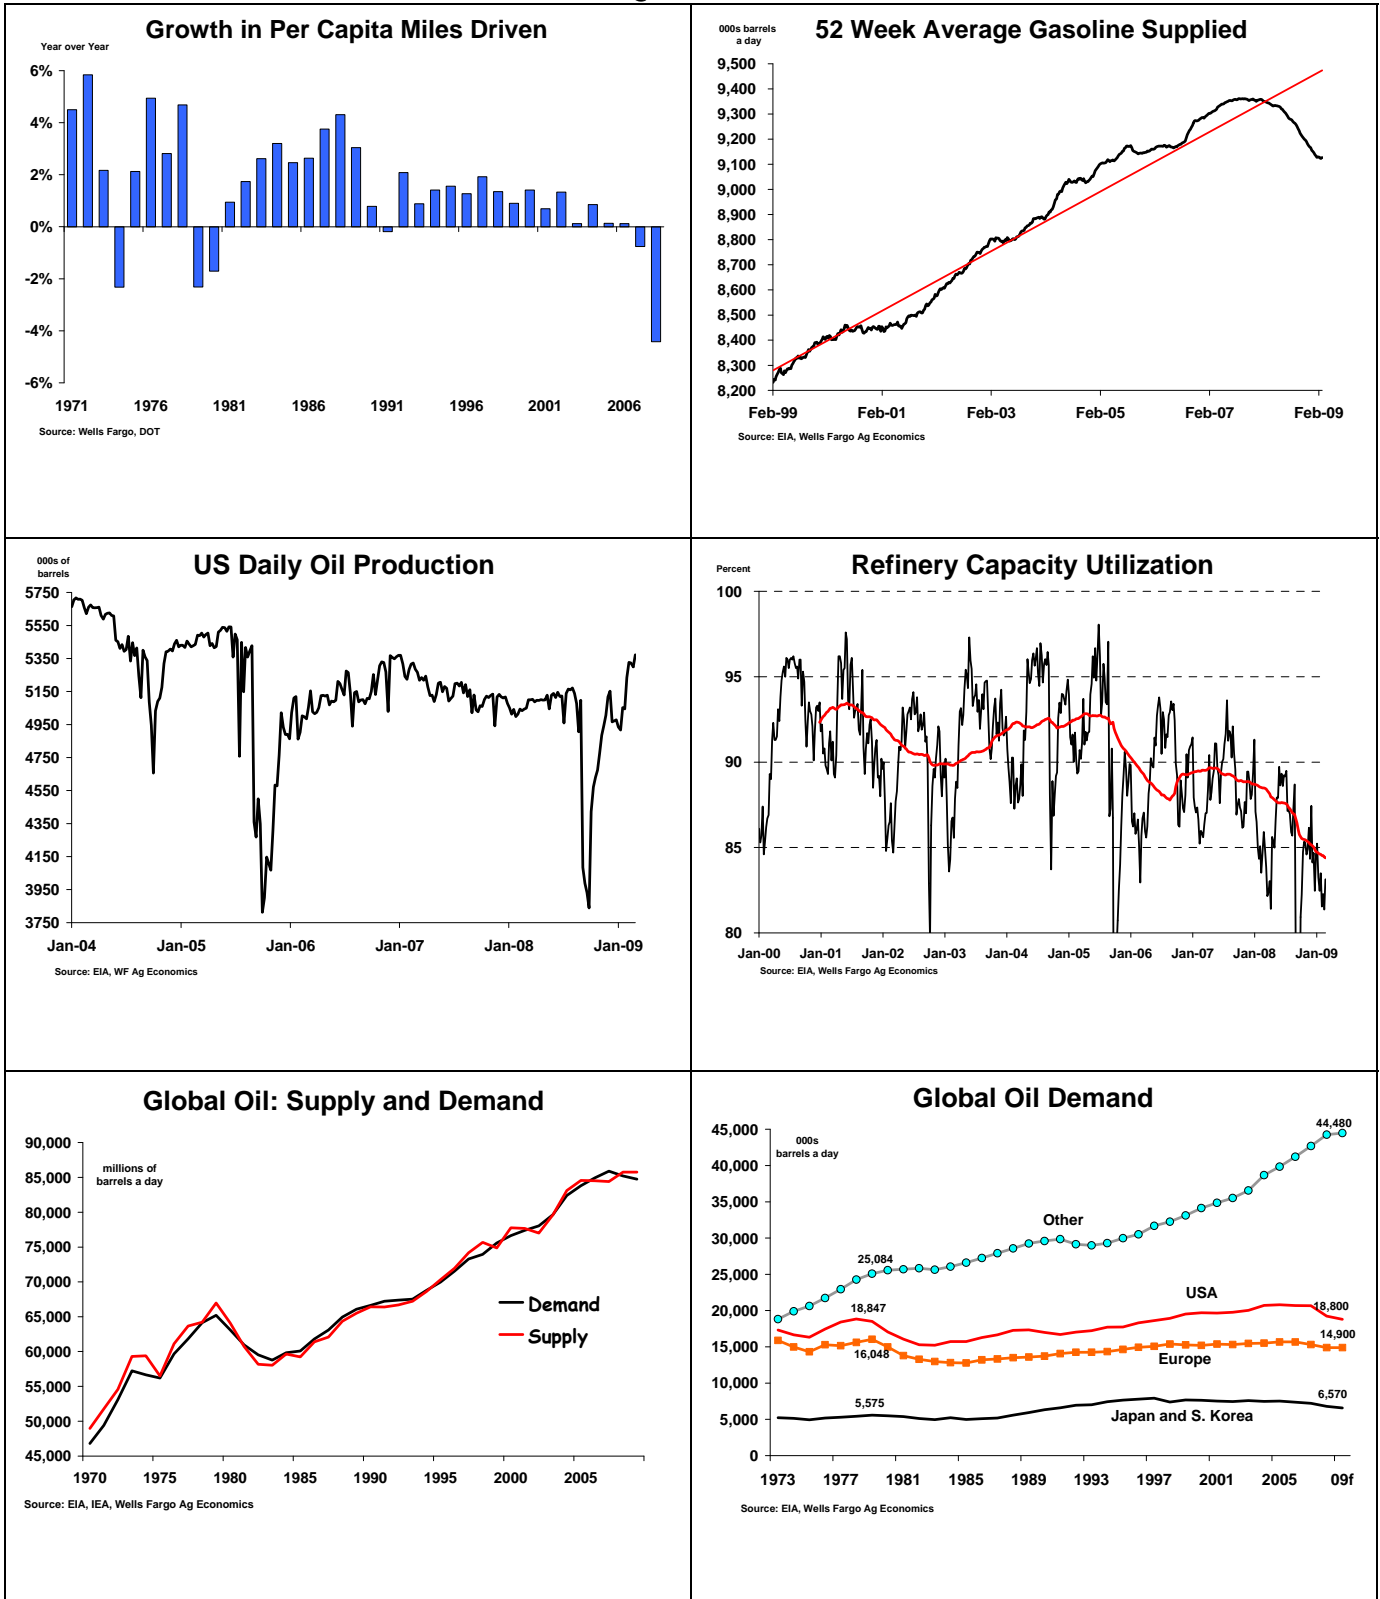 Growth in Per Capita Miles Driven
Year over Year
6%
4%
2%
0%
-2%
-4%
-6%
1971 1976 1981 1986 1991 1996 2001 2006
Source: Wells Fargo, DOT
000s barrels
a day
52 Week Average Gasoline Supplied
9,500
9,400
9,300
9,200
9,100
9,000
8,900
8,800
8,700
8,600
8,500
8,400
8,300
8,200
Feb-99 Feb-01 Feb-03 Feb-05 Feb-07 Feb-09
Source: EIA, Wells Fargo Ag Economics
000s of
barrels
US Daily Oil Production
5750
5550
5350
5150
4950
4750
4550
4350
4150
3950
3750
Jan-04 Jan-05 Jan-06 Jan-07 Jan-08 Jan-09
Source: EIA, WF Ag Economics
Percent
Refinery Capacity Utilization
100
95
90
85
80
Jan-00 Jan-01 Jan-02 Jan-03 Jan-04 Jan-05 Jan-06 Jan-07 Jan-08 Jan-09
Source: EIA, Wells Fargo Ag Economics
Global Oil: Supply and Demand
90,000
millions of
barrels a day
85,000
80,000
75,000
70,000
65,000
60,000
55,000
50,000
45,000
Demand
Supply
1970 1975 1980 1985 1990 1995 2000 2005
Source: EIA, IEA, Wells Fargo Ag Economics
Global Oil Demand
000s
barrels a day
45,000
40,000
35,000
30,000
25,000
20,000
15,000
10,000
5,000
0
44,480
Other
25,084
USA
18,847
18,800
14,900
16,048
Europe
5,575
6,570
Japan and S. Korea
1973 1977 1981 1985 1989 1993 1997 2001 2005 09f
Source: EIA, Wells Fargo Ag Economics